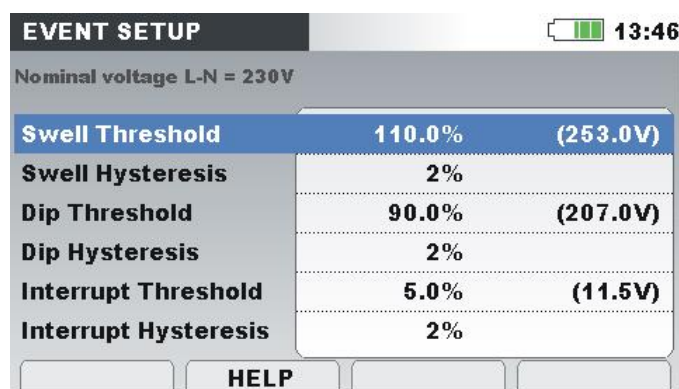 EVENT SETUP 13:46
Nominal voltage L-N = 230V
Swell Threshold 110.0% (253.0V)
Swell Hysteresis 2%
Dip Threshold 90.0% (207.0V)
Dip Hysteresis 2%
Interrupt Threshold 5.0% (11.5V)
Interrupt Hysteresis 2%
HELP